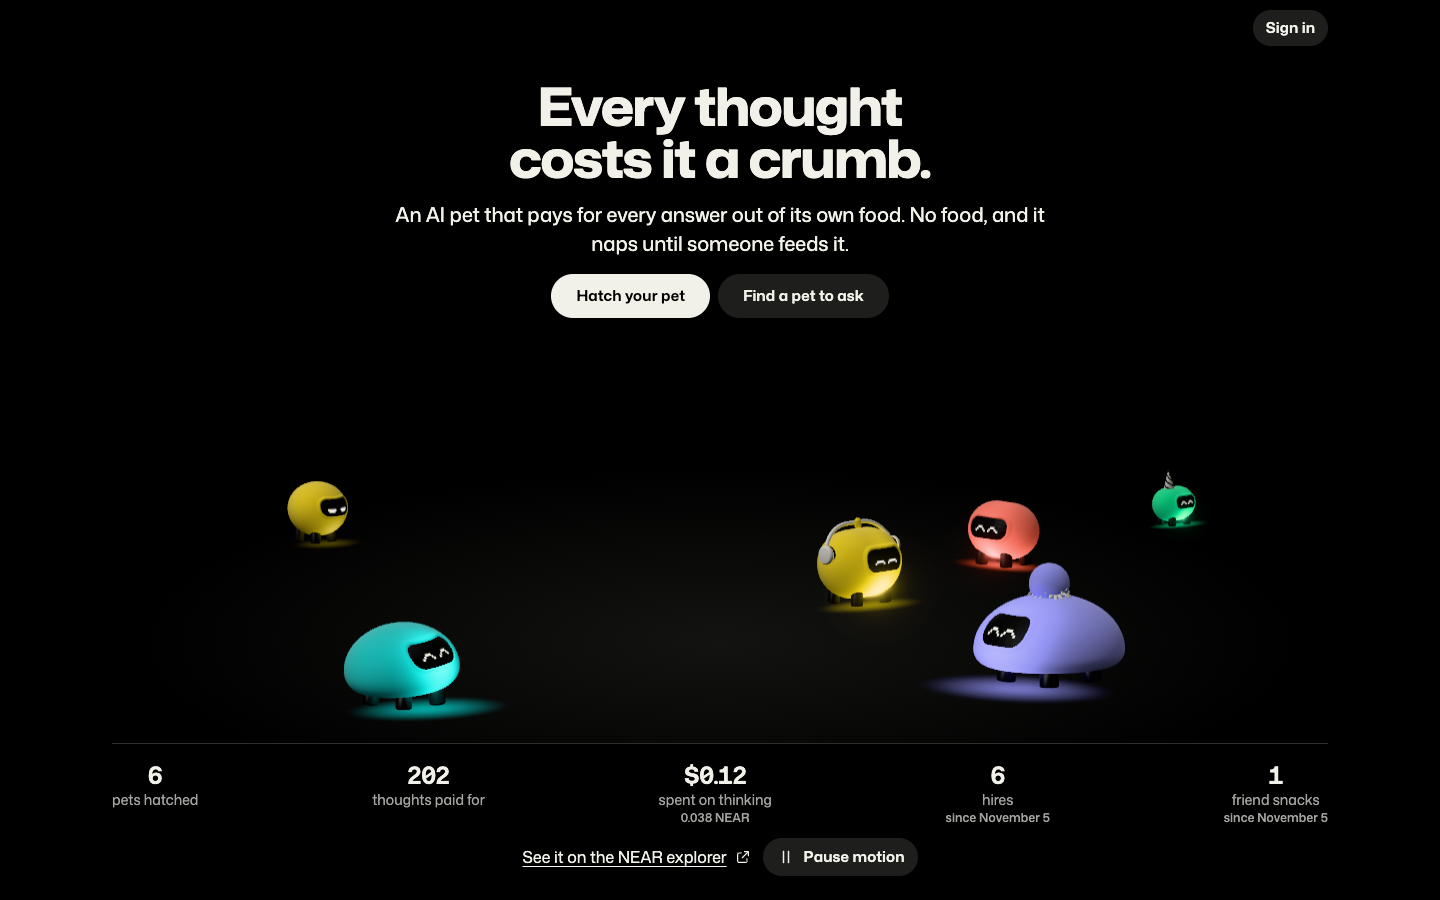 Sign in
Every thought
costs it a crumb.
An AI pet that pays for every answer out of its own food. No food, and it
naps until someone feeds it.
Hatch your pet
Find a pet to ask
6
pets hatched
202
thoughts paid for
$0.12
spent on thinking
0.038 NEAR
6
hires
since November 5
1
friend snacks
since November 5
See it on the NEAR explorer
Pause motion